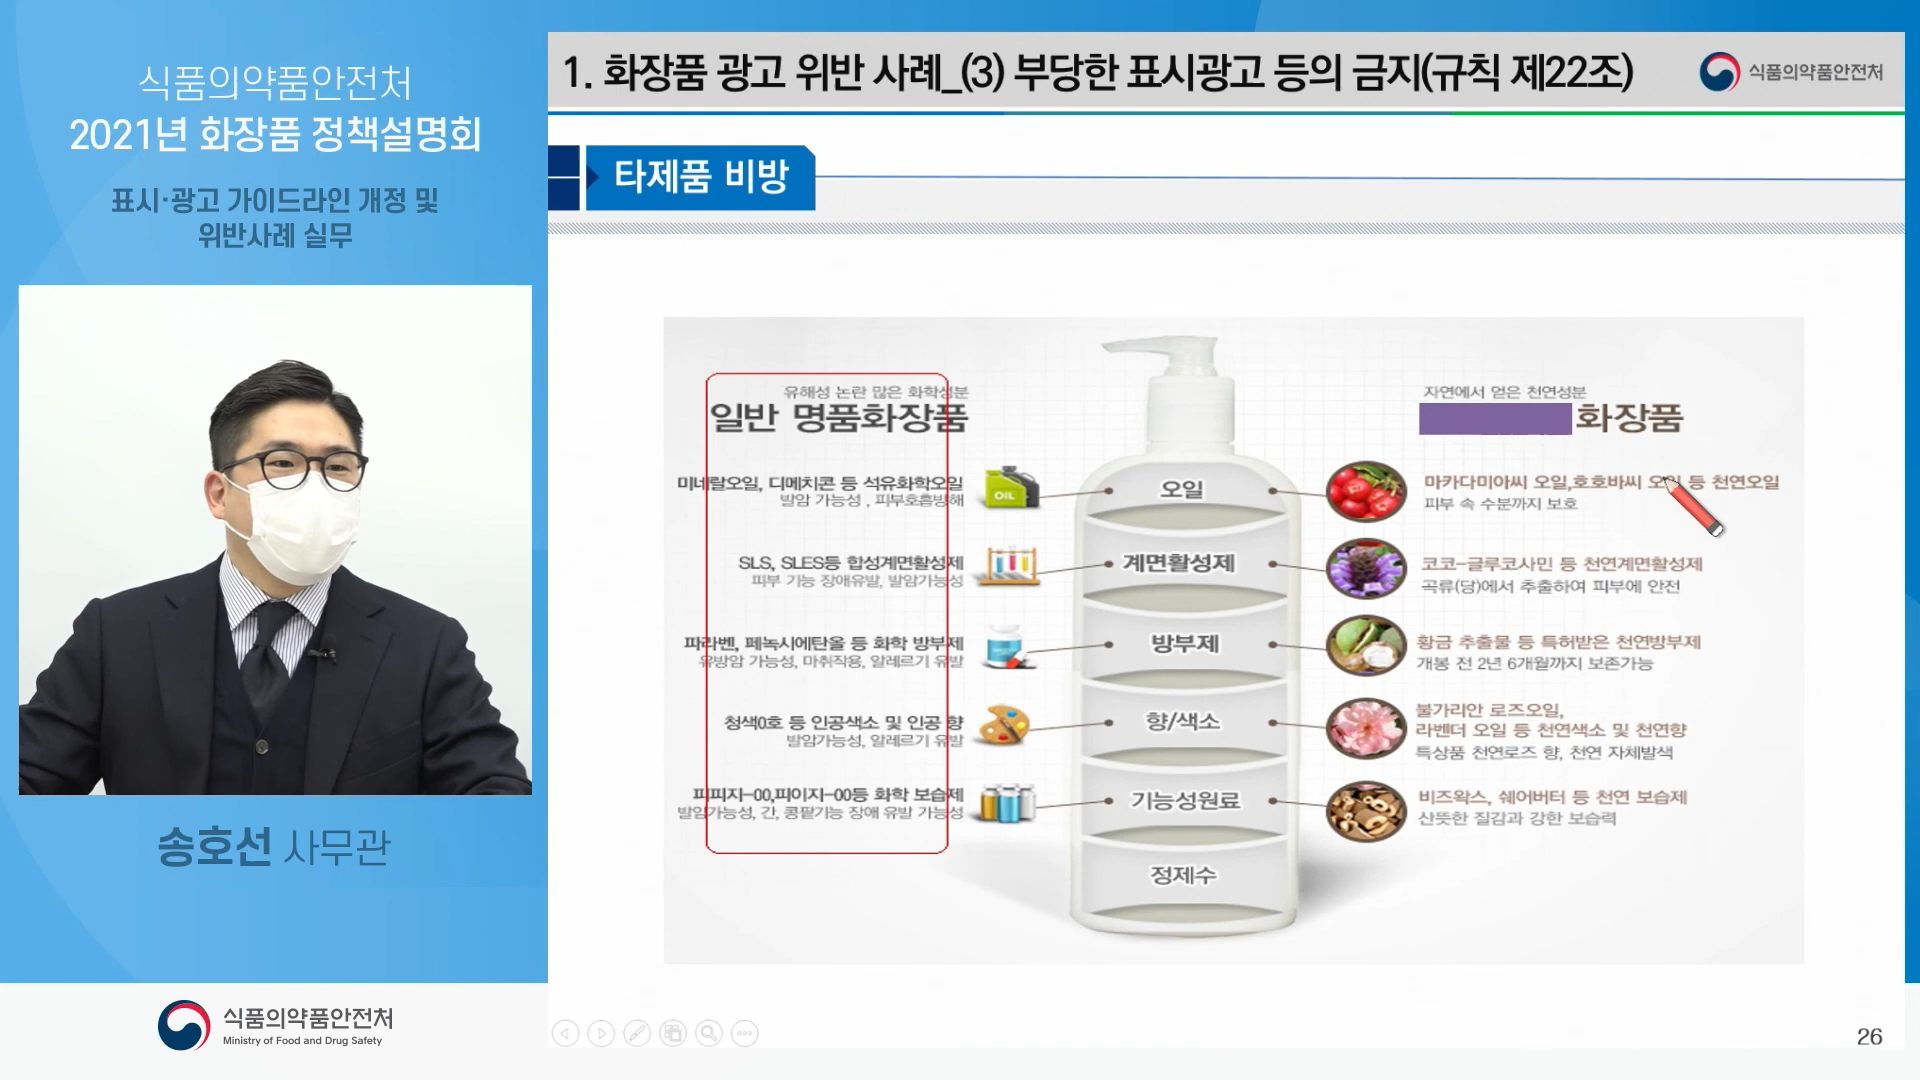 식품의약품안전처
2021년 화장품 정책설명회
표시·광고 가이드라인 개정 및
위반사례 실무
송호선 사무관
식품의약품안전처
Ministry of Food and Drug Safety
1. 화장품 광고 위반 사례_(3) 부당한 표시광고 등의 금지(규칙 제22조)
식품의약품안전처
타제품 비방
유해성 논란 많은 화학성분
일반 명품화장품
미네랄오일, 디메치콘 등 석유화학오일
발암 가능성 , 피부호흡방해
OIL
SLS, SLES등 합성계면활성제
피부 기능 장애유발, 발암가능성
파라벤, 페녹시에탄올 등 화학 방부제
유방암 가능성, 마취작용, 알레르기 유발
청색0호 등 인공색소 및 인공 향
발암가능성, 알레르기 유발
피피지-00,피이지-00등 화학 보습제
발암가능성, 간, 콩팥기능 장애 유발 가능성
오일
계면활성제
방부제
향/색소
기능성원료
정제수
자연에서 얻은 천연성분
화장품
마카다미아씨 오일,호호바씨 오일 등 천연오일
피부 속 수분까지 보호
코코-글루코사민 등 천연계면활성제
곡류(당)에서 추출하여 피부에 안전
황금 추출물 등 특허받은 천연방부제
개봉 전 2년 6개월까지 보존가능
불가리안 로즈오일,
라벤더 오일 등 천연색소 및 천연향
특상품 천연로즈 향, 천연 자체발색
비즈왁스, 쉐어버터 등 천연 보습제
산뜻한 질감과 강한 보습력
26